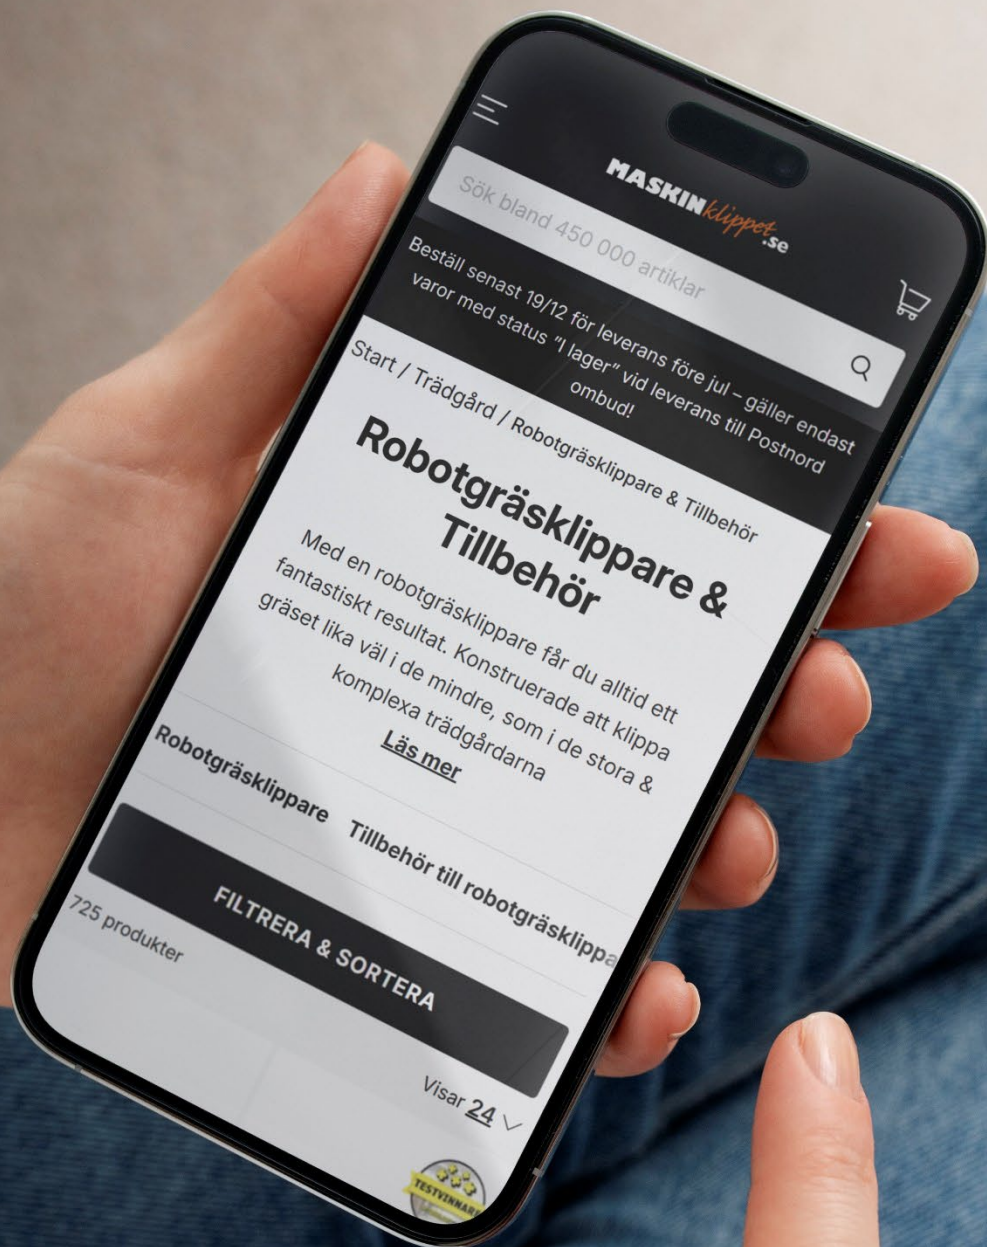 MASKINklippet.se
Sök bland 450 000 artiklar
Beställ senast 19/12 för leverans före jul – gäller endast
varor med status "I lager" vid leverans till Postnord
ombud!
Start / Trädgård / Robotgräsklippare & Tillbehör
Robotgräsklippare &
Tillbehör
Med en robotgräsklippare får du alltid ett
fantastiskt resultat. Konstruerade att klippa
gräset lika väl i de mindre, som i de stora &
komplexa trädgårdarna
Läs mer
Robotgräsklippare Tillbehör till robotgräsklippa
FILTRERA & SORTERA
725 produkter
Visar 24
TESTVINNARE